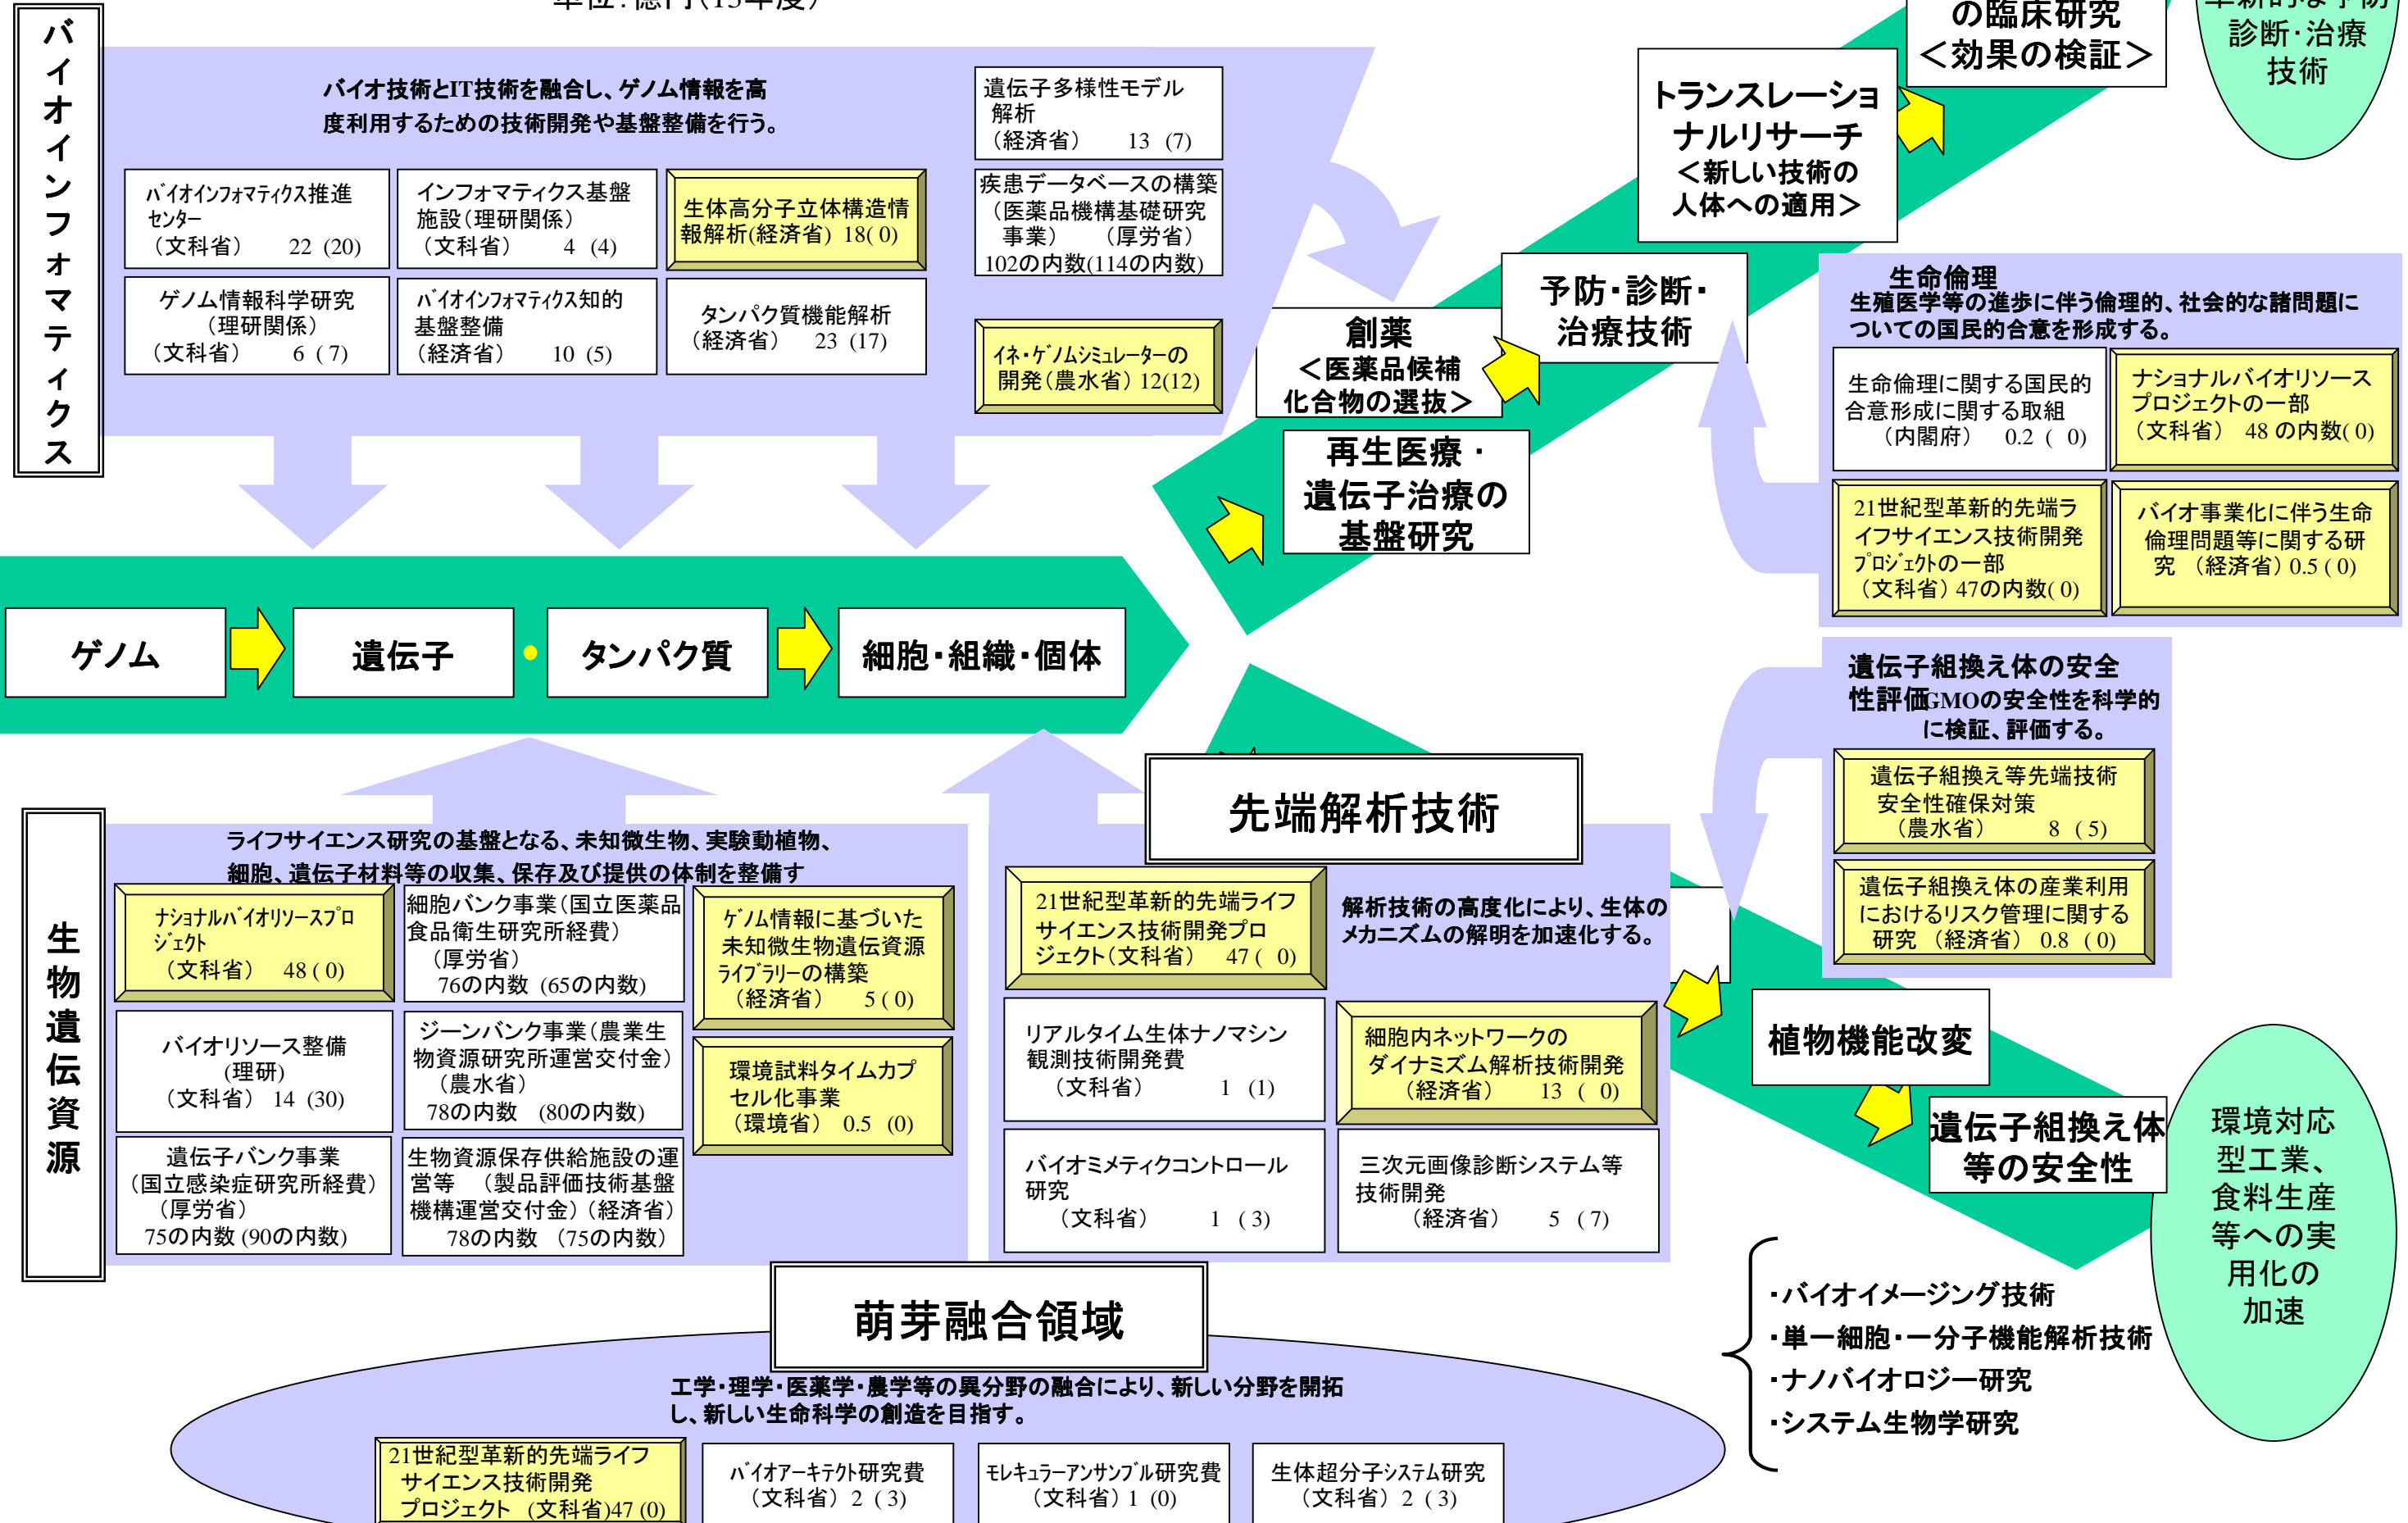 単位：億円（15年度）
バイオインフォマティクス
バイオ技術とIT技術を融合し、ゲノム情報を高
度利用するための技術開発や基盤整備を行う。
バイオインフォマティクス推進
センター
（文科省） 22 (20)
インフォマティクス基盤
施設（理研関係）
（文科省） 4 (4)
生体高分子立体構造情
報解析(経済省) 18( 0)
ゲノム情報科学研究
（理研関係）
（文科省） 6 ( 7)
バイオインフォマティクス知的
基盤整備
（経済省） 10 (5)
タンパク質機能解析
（経済省） 23 (17)
遺伝子多様性モデル
解析
（経済省） 13 (7)
疾患データベースの構築
（医薬品機構基礎研究
事業） （厚労省）
102の内数(114の内数)
イネ・ゲノムシミュレーターの
開発（農水省） 12(12)
の臨床研究
＜効果の検証＞
診断・治療
技術
トランスレーショ
ナルリサーチ
＜新しい技術の
人体への適用＞
予防・診断・
治療技術
創薬
＜医薬品候補
化合物の選抜＞
再生医療・
遺伝子治療の
基盤研究
生命倫理
生殖医学等の進歩に伴う倫理的、社会的な諸問題に
ついての国民的合意を形成する。
生命倫理に関する国民的
合意形成に関する取組
（内閣府） 0.2 ( 0)
ナショナルバイオリソース
プロジェクトの一部
（文科省） 48 の内数( 0)
21世紀型革新的先端ラ
イフサイエンス技術開発
プロジェクトの一部
（文科省） 47の内数( 0)
バイオ事業化に伴う生命
倫理問題等に関する研
究 （経済省） 0.5 ( 0)
ゲノム
遺伝子
・
タンパク質
細胞・組織・個体
遺伝子組換え体の安全
性評価GMOの安全性を科学的
に検証、評価する。
遺伝子組換え等先端技術
安全性確保対策
（農水省） 8 ( 5)
遺伝子組換え体の産業利用
におけるリスク管理に関する
研究 （経済省） 0.8 ( 0)
生物遺伝資源
ライフサイエンス研究の基盤となる、未知微生物、実験動植物、
細胞、遺伝子材料等の収集、保存及び提供の体制を整備す
ナショナルバイオリソースプロ
ジェクト
（文科省） 48 ( 0)
細胞バンク事業（国立医薬品
食品衛生研究所経費）
（厚労省）
76の内数 (65の内数)
ゲノム情報に基づいた
未知微生物遺伝資源
ライブラリーの構築
（経済省） 5 ( 0)
バイオリソース整備
(理研)
（文科省） 14 (30)
ジーンバンク事業（農業生
物資源研究所運営交付金）
（農水省）
78の内数 (80の内数)
環境試料タイムカプ
セル化事業
（環境省） 0.5 (0)
遺伝子バンク事業
（国立感染症研究所経費）
（厚労省）
75の内数 (90の内数)
生物資源保存供給施設の運
営等 （製品評価技術基盤
機構運営交付金）（経済省）
78の内数 （75の内数）
先端解析技術
21世紀型革新的先端ライフ
サイエンス技術開発プロ
ジェクト（文科省） 47( 0)
解析技術の高度化により、生体の
メカニズムの解明を加速化する。
リアルタイム生体ナノマシン
観測技術開発費
（文科省） 1 (1)
細胞内ネットワークの
ダイナミズム解析技術開発
（経済省） 13 ( 0)
バイオミメティクコントロール
研究
（文科省） 1 ( 3)
三次元画像診断システム等
技術開発
（経済省） 5 ( 7)
植物機能改変
遺伝子組換え体
等の安全性
環境対応
型工業、
食料生産
等への実
用化の
加速
・バイオイメージング技術
・単一細胞・一分子機能解析技術
・ナノバイオロジー研究
・システム生物学研究
萌芽融合領域
工学・理学・医薬学・農学等の異分野の融合により、新しい分野を開拓
し、新しい生命科学の創造を目指す。
21世紀型革新的先端ライフ
サイエンス技術開発
プロジェクト （文科省)47 (0)
バイオアーキテクト研究費
（文科省） 2 ( 3)
モレキュラーアンサンブル研究費
（文科省） 1 (0)
生体超分子システム研究
（文科省） 2 ( 3)